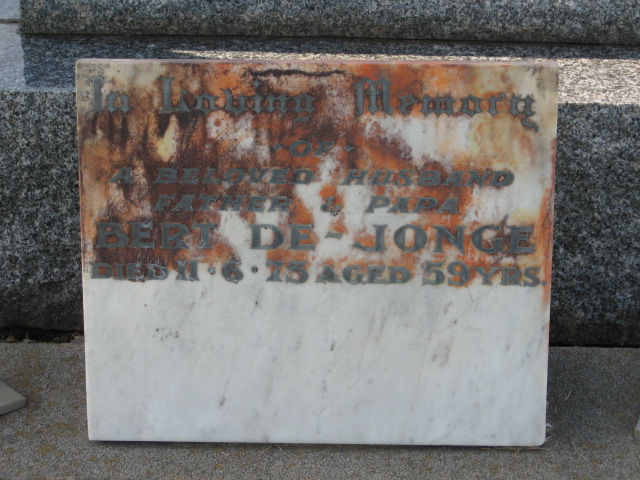 In Loving Memory
· OF ·
A BELOVED HUSBAND
FATHER & PAPA
BERT DE-JONGE
DIED 11·6·75 AGED 59 YRS.